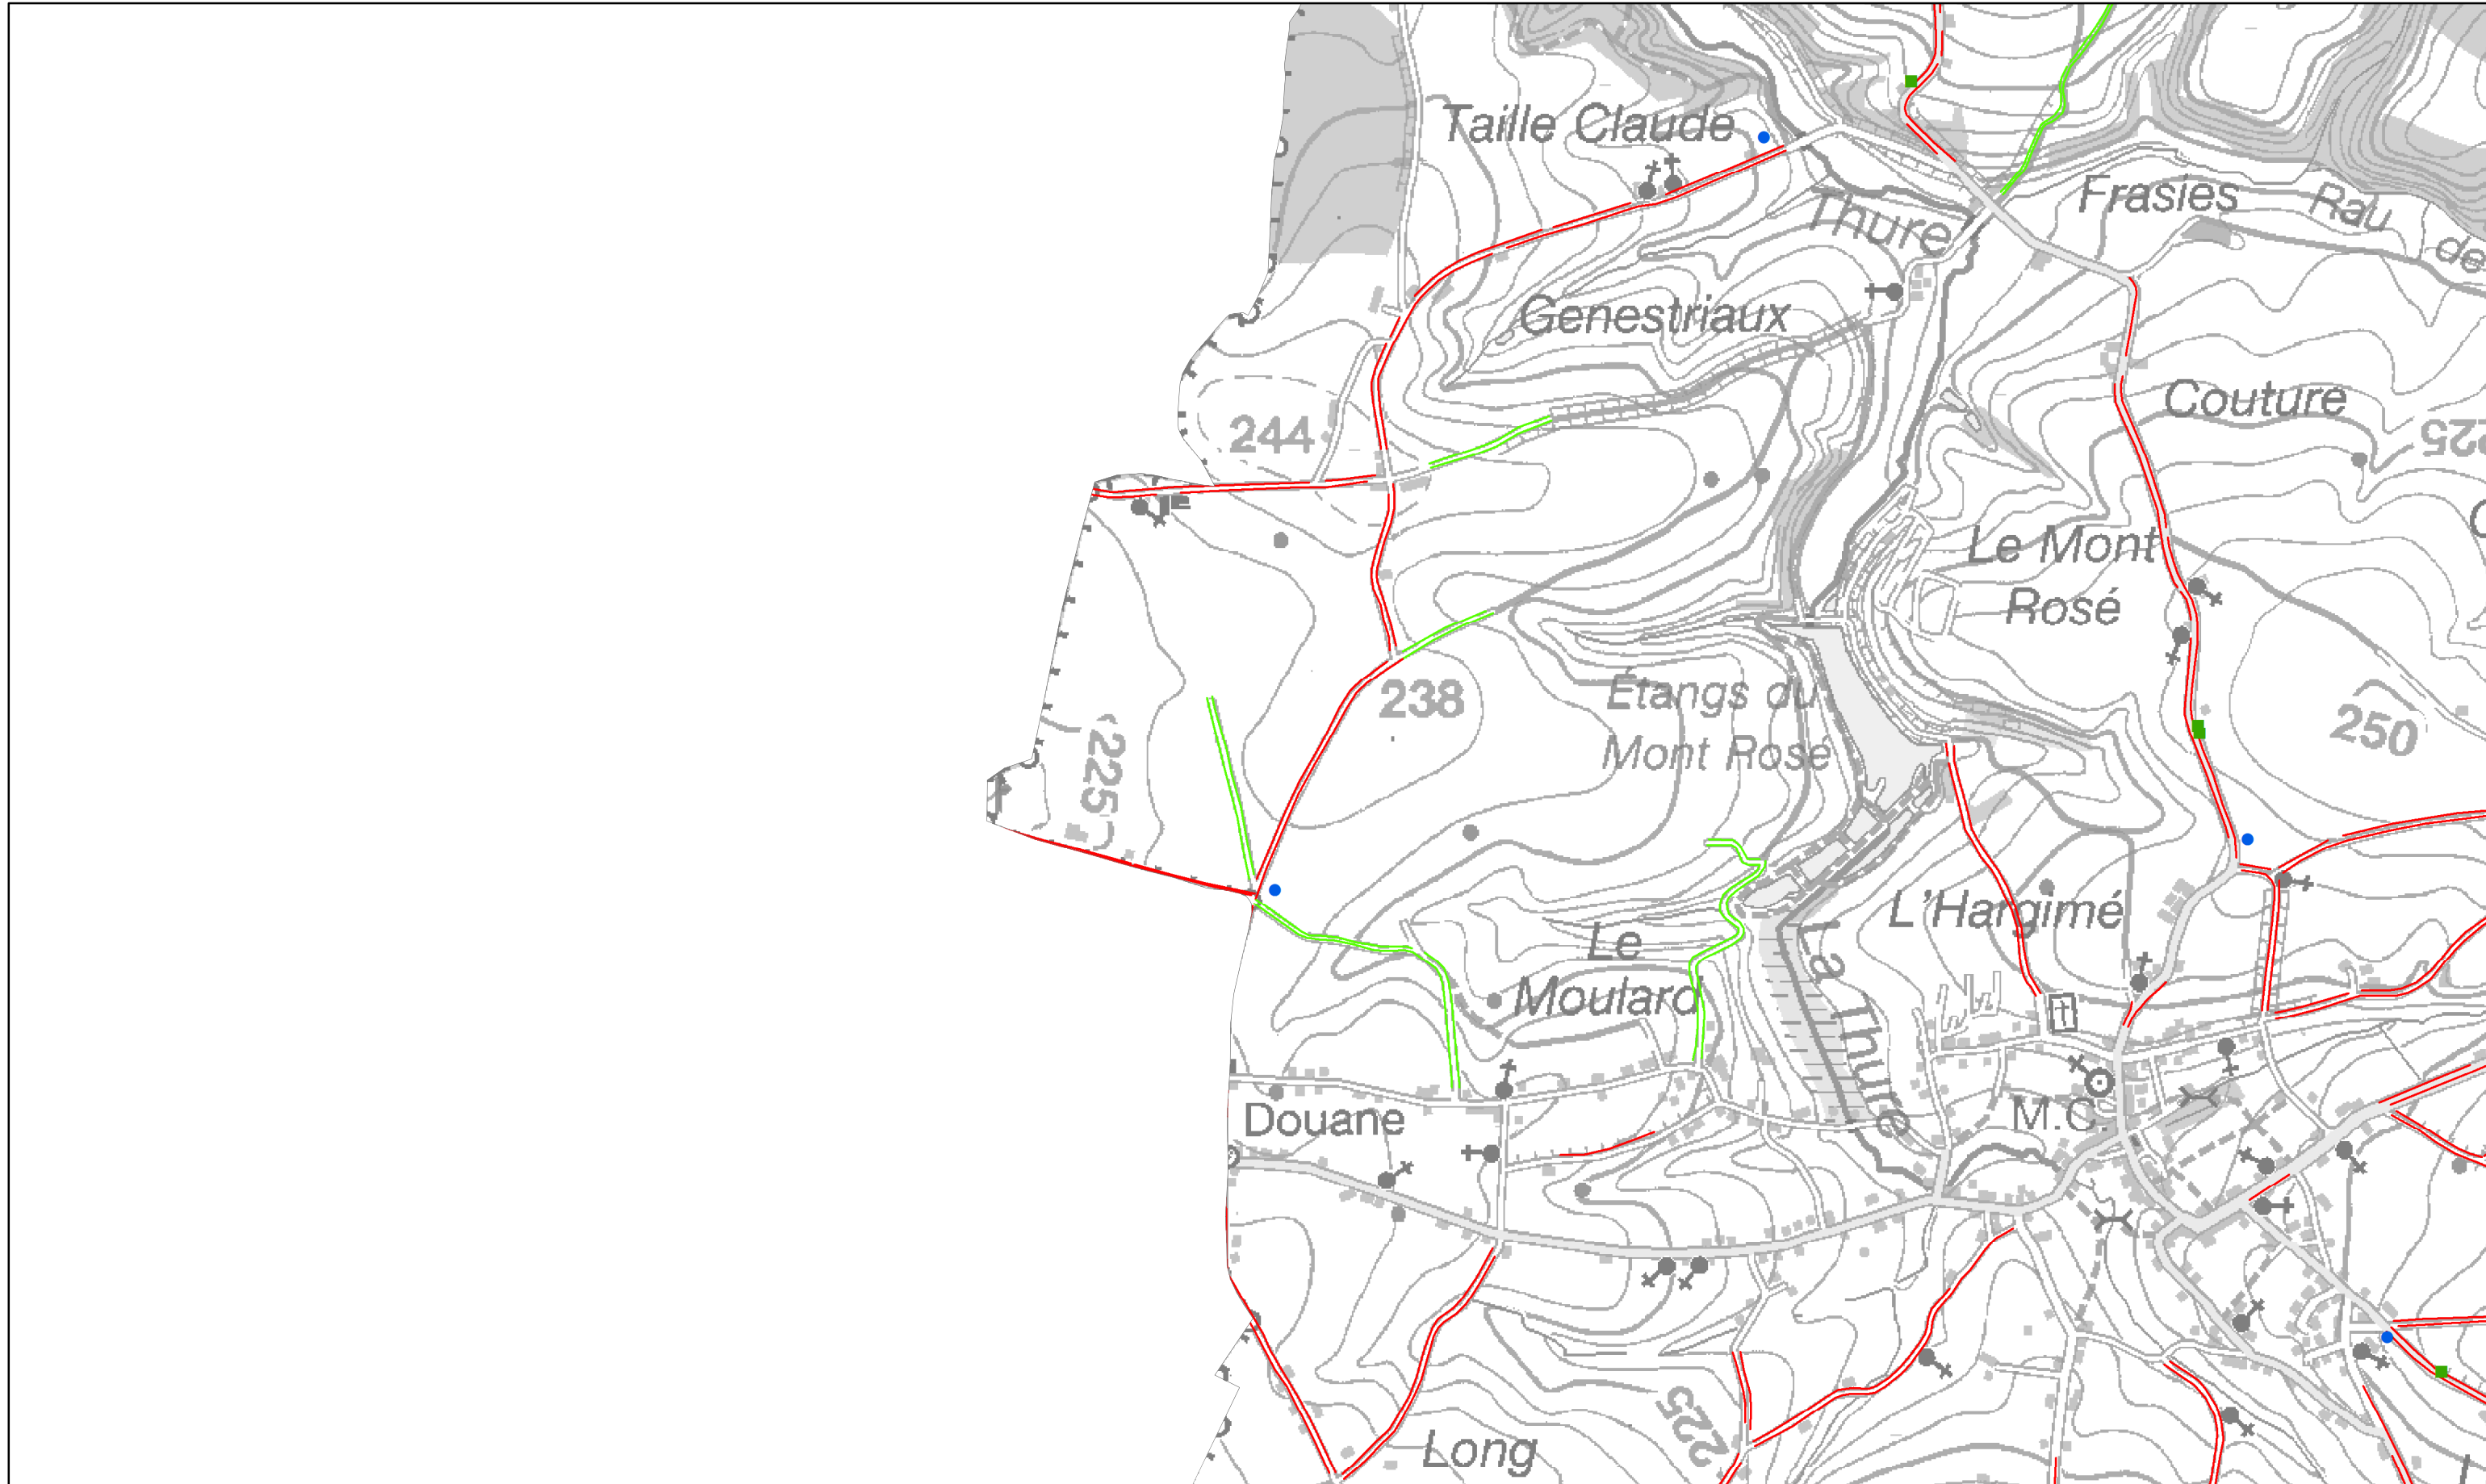 Taille Claude
Frasies
Rau
de
Thure
Genestriaux
244
Couture
225
Le Mont
Rosé
238
Étangs du
Mont Rosé
250
225
L'Hargimé
Le
Moulard
La Thure
Douane
M.C.
225
Long